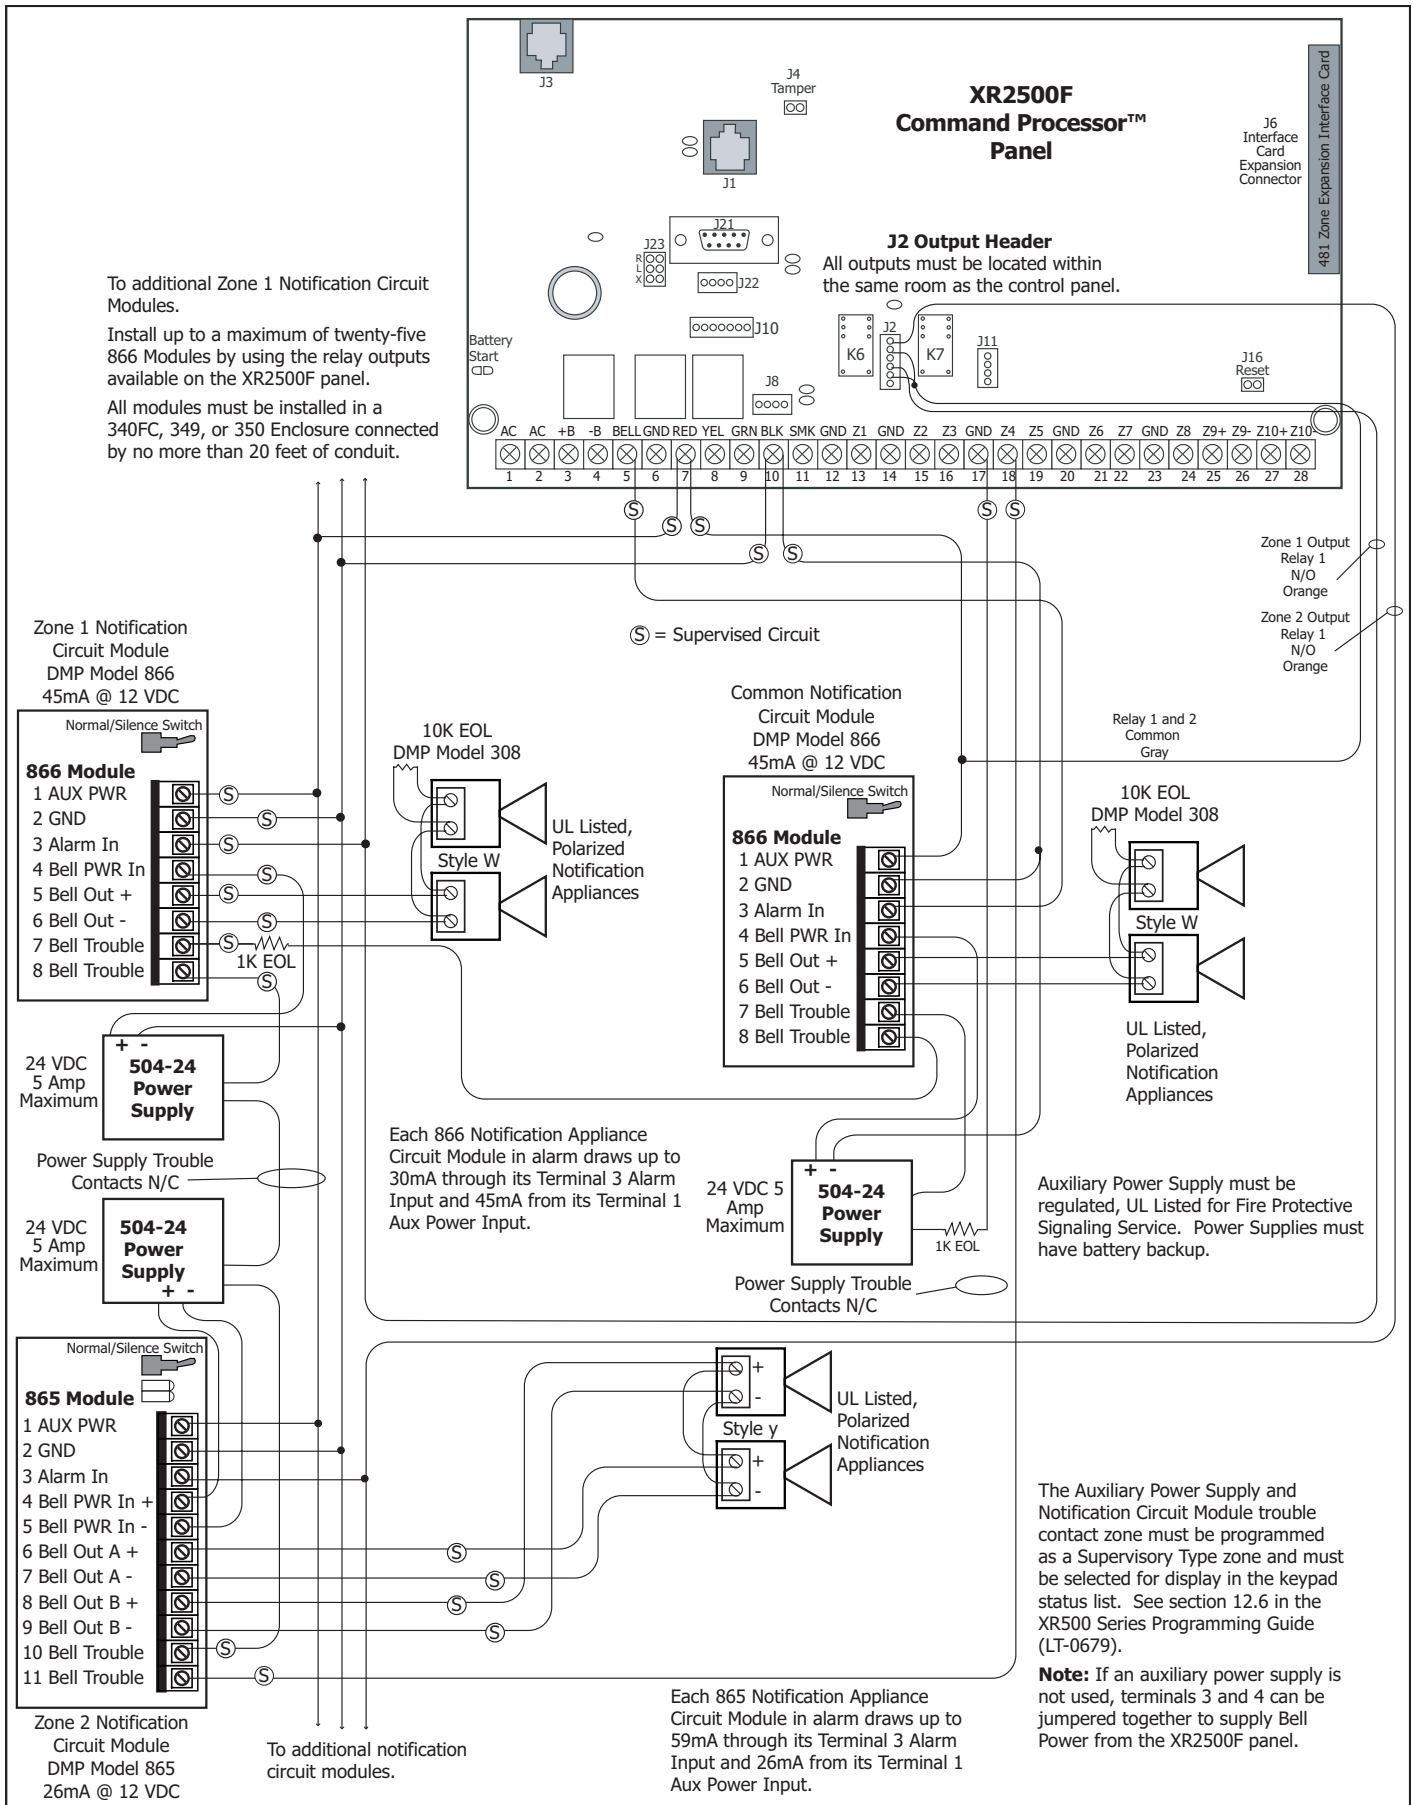 J3
J4
Tamper
XR2500F
Command Processor™
Panel
J6
Interface
Card
Expansion
Connector
481 Zone Expansion Interface Card
J1
J21
J23
R
L
X
J22
J10
J2 Output Header
All outputs must be located within
the same room as the control panel.
Battery
Start
K6
J2
K7
J11
J16
Reset
J8
AC AC +B -B BELL GND RED YEL GRN BLK SMK GND Z1 GND Z2 Z3 GND Z4 Z5 GND Z6 Z7 GND Z8 Z9+ Z9- Z10+ Z10-
1 2 3 4 5 6 7 8 9 10 11 12 13 14 15 16 17 18 19 20 21 22 23 24 25 26 27 28
To additional Zone 1 Notification Circuit
Modules.
Install up to a maximum of twenty-five
866 Modules by using the relay outputs
available on the XR2500F panel.
All modules must be installed in a
340FC, 349, or 350 Enclosure connected
by no more than 20 feet of conduit.
S S S S S
S S
Zone 1 Output
Relay 1
N/O
Orange
Zone 2 Output
Relay 1
N/O
Orange
S = Supervised Circuit
Zone 1 Notification
Circuit Module
DMP Model 866
45mA @ 12 VDC
Normal/Silence Switch
866 Module
1 AUX PWR
2 GND
3 Alarm In
4 Bell PWR In
5 Bell Out +
6 Bell Out -
7 Bell Trouble
8 Bell Trouble
S
S
S
S
S
S
S
S
1K EOL
10K EOL
DMP Model 308
Style W
UL Listed,
Polarized
Notification
Appliances
Common Notification
Circuit Module
DMP Model 866
45mA @ 12 VDC
Normal/Silence Switch
866 Module
1 AUX PWR
2 GND
3 Alarm In
4 Bell PWR In
5 Bell Out +
6 Bell Out -
7 Bell Trouble
8 Bell Trouble
Relay 1 and 2
Common
Gray
10K EOL
DMP Model 308
Style W
UL Listed,
Polarized
Notification
Appliances
+ -
504-24
Power
Supply
24 VDC
5 Amp
Maximum
Power Supply Trouble
Contacts N/C
24 VDC
5 Amp
Maximum
504-24
Power
Supply
+ -
Each 866 Notification Appliance
Circuit Module in alarm draws up to
30mA through its Terminal 3 Alarm
Input and 45mA from its Terminal 1
Aux Power Input.
24 VDC 5
Amp
Maximum
+ -
504-24
Power
Supply
1K EOL
Power Supply Trouble
Contacts N/C
Auxiliary Power Supply must be
regulated, UL Listed for Fire Protective
Signaling Service. Power Supplies must
have battery backup.
Normal/Silence Switch
865 Module
1 AUX PWR
2 GND
3 Alarm In
4 Bell PWR In +
5 Bell PWR In -
6 Bell Out A +
7 Bell Out A -
8 Bell Out B +
9 Bell Out B -
10 Bell Trouble
11 Bell Trouble
S
S
S
S
S
S
Zone 2 Notification
Circuit Module
DMP Model 865
26mA @ 12 VDC
To additional notification
circuit modules.
+
-
Style y
+
-
UL Listed,
Polarized
Notification
Appliances
Each 865 Notification Appliance
Circuit Module in alarm draws up to
59mA through its Terminal 3 Alarm
Input and 26mA from its Terminal 1
Aux Power Input.
The Auxiliary Power Supply and
Notification Circuit Module trouble
contact zone must be programmed
as a Supervisory Type zone and must
be selected for display in the keypad
status list. See section 12.6 in the
XR500 Series Programming Guide
(LT-0679).
Note: If an auxiliary power supply is
not used, terminals 3 and 4 can be
jumpered together to supply Bell
Power from the XR2500F panel.